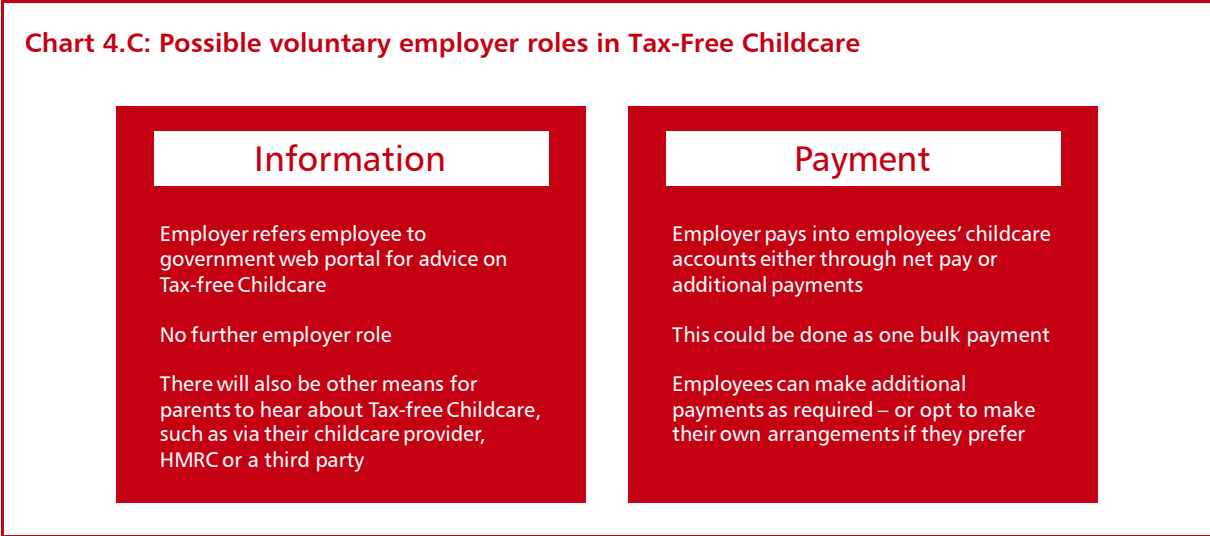 Chart 4.C: Possible voluntary employer roles in Tax-Free Childcare
Information
Employer refers employee to
government web portal for advice on
Tax-free Childcare
No further employer role
There will also be other means for
parents to hear about Tax-free Childcare,
such as via their childcare provider,
HMRC or a third party
Payment
Employer pays into employees’ childcare
accounts either through net pay or
additional payments
This could be done as one bulk payment
Employees can make additional
payments as required – or opt to make
their own arrangements if they prefer